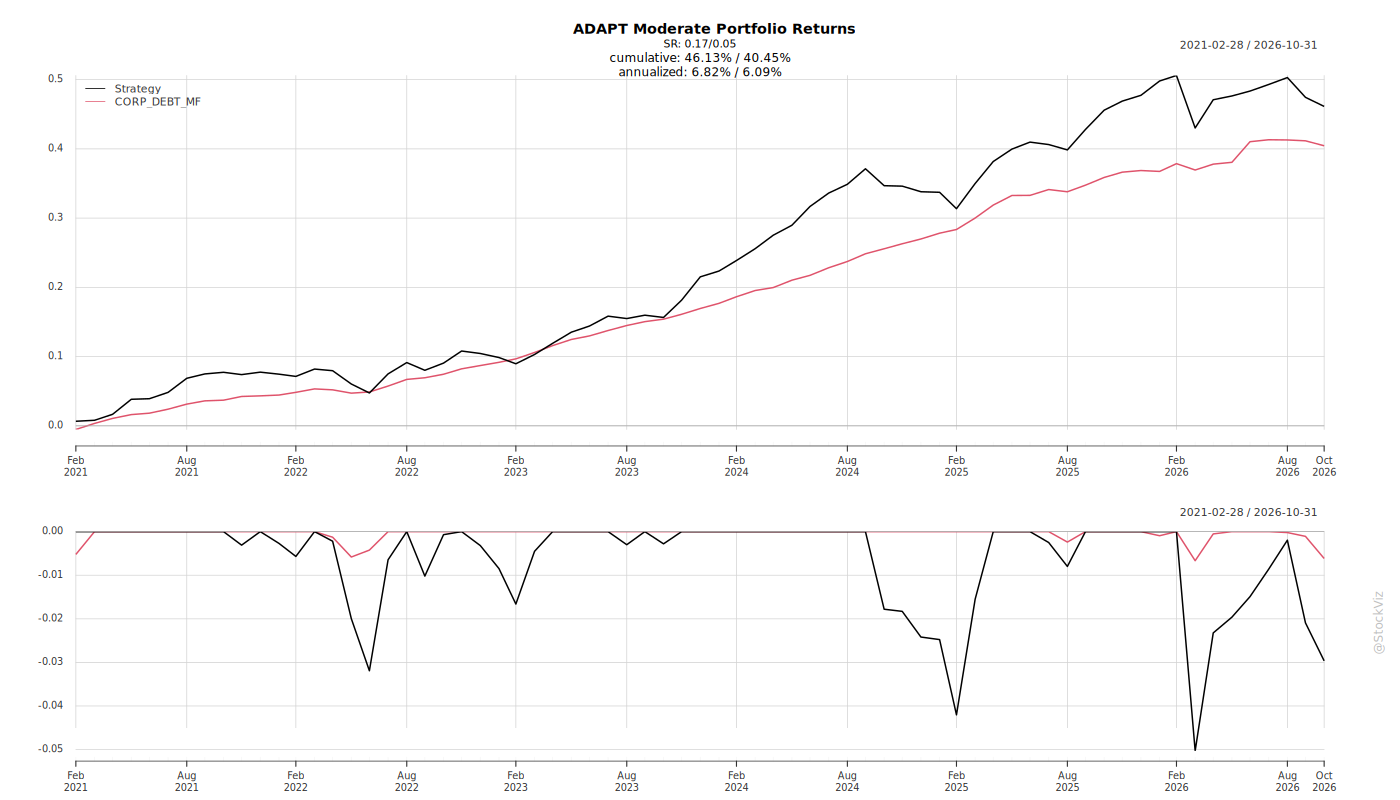 ADAPT Moderate Portfolio Returns
SR: 0.17/0.05
cumulative: 46.13% / 40.45%
annualized: 6.82% / 6.09%
2021-02-28 / 2026-10-31
Strategy
CORP_DEBT_MF
0.5
0.4
0.3
0.2
0.1
0.0
Feb Aug Feb Aug Feb Aug Feb Aug Feb Aug Feb Aug Oct
2021 2021 2022 2022 2023 2023 2024 2024 2025 2025 2026 2026 2026
2021-02-28 / 2026-10-31
0.00
-0.01
-0.02
-0.03
-0.04
-0.05
Feb Aug Feb Aug Feb Aug Feb Aug Feb Aug Feb Aug Oct
2021 2021 2022 2022 2023 2023 2024 2024 2025 2025 2026 2026 2026
@StockViz